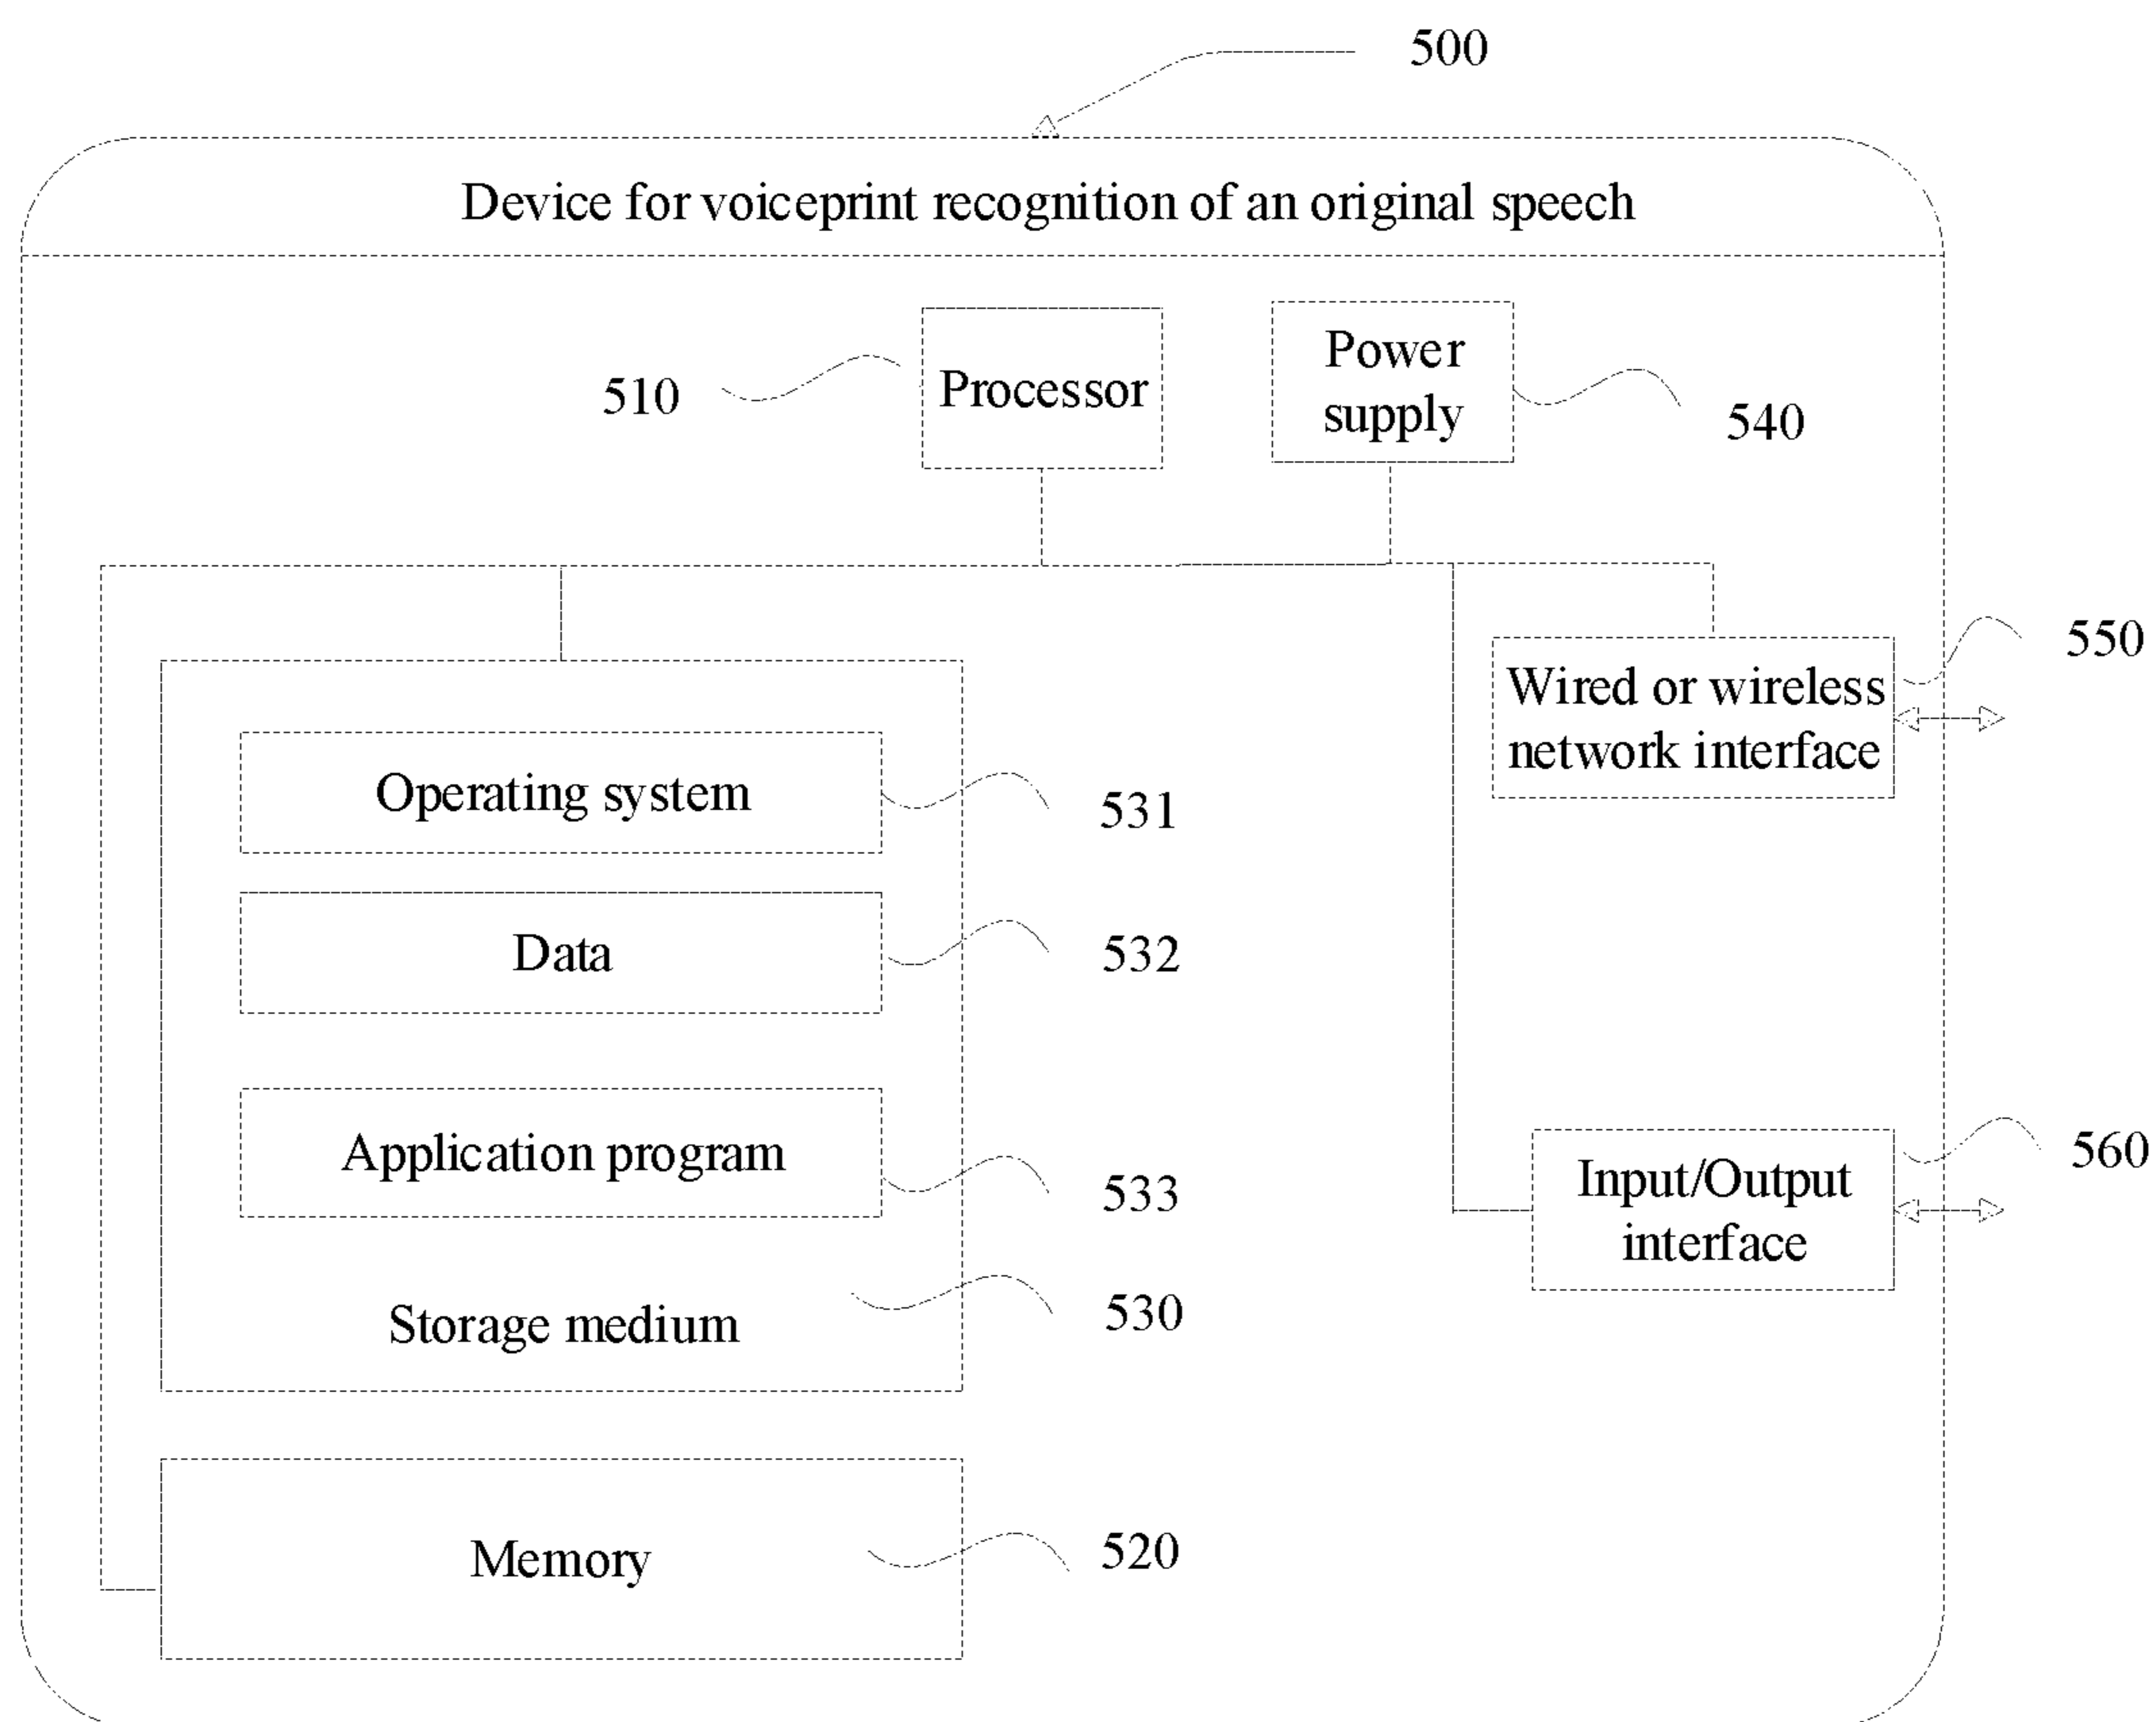 500
Device for voiceprint recognition of an original speech
510
Processor
Power
supply
540
550
Wired or wireless
network interface
Operating system
531
Data
532
Application program
533
560
Input/Output
interface
Storage medium
530
Memory
520